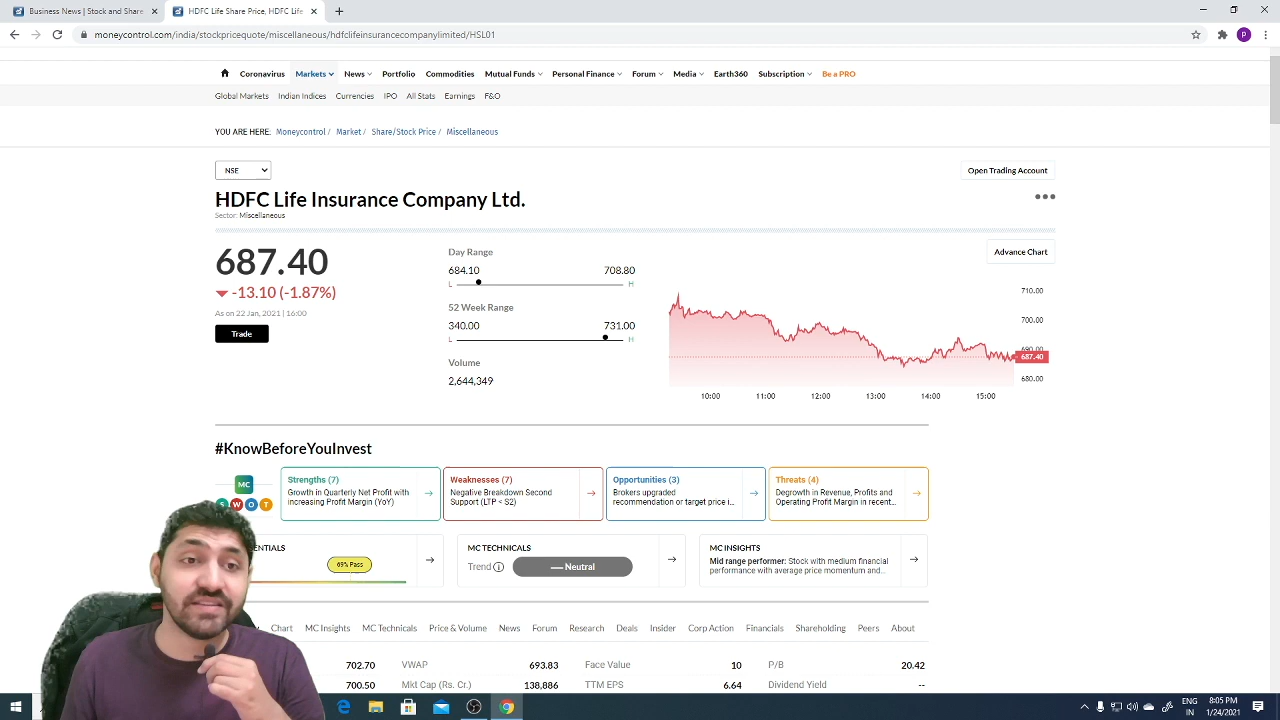 Business News | Stock and Share
HDFC Life Insurance Co Price, HDFC Life
moneycontrol.com/india/stockpricequote/miscellaneous/hdfclifeinsurancecompanylimited/HSL01
P
Coronavirus Markets News Portfolio Commodities Mutual Funds Personal Finance Forum Media Earth360 Subscription Be a PRO
Global Markets Indian Indices Currencies IPO All Stats Earnings F&O
YOU ARE HERE: Moneycontrol / Market / Share/Stock Price / Miscellaneous
NSE
Open Trading Account
HDFC Life Insurance Company Ltd.
Sector: Miscellaneous
687.40
-13.10 (-1.87%)
As on 22 Jan, 2021 | 16:00
Trade
Day Range
684.10 708.80
L H
52 Week Range
340.00 731.00
L H
Volume
2,644,349
Advance Chart
710.00
700.00
690.00
687.40
680.00
10:00 11:00 12:00 13:00 14:00 15:00
#KnowBeforeYouInvest
MC
S W O T
Strengths (7)
Growth in Quarterly Net Profit with
increasing Profit Margin (YoY)
Weaknesses (7)
Negative Breakdown Second
Support (LTP < S2)
Opportunities (3)
Brokers upgraded
recommendation or target price i..
Threats (4)
Degrowth in Revenue, Profits and
Operating Profit Margin in recent...
ENTIALS
69% Pass
MC TECHNICALS
Trend
Neutral
MC INSIGHTS
Mid range performer: Stock with medium financial
performance with average price momentum and...
Chart MC Insights MC Technicals Price & Volume News Forum Research Deals Insider Corp Action Financials Shareholding Peers About
702.70 VWAP 693.83 Face Value 10 P/B 20.42
700.50 Mkt Cap (Rs. Cr.) 138,886 TTM EPS 6.64 Dividend Yield --
ENG
IN
8:05 PM
1/24/2021